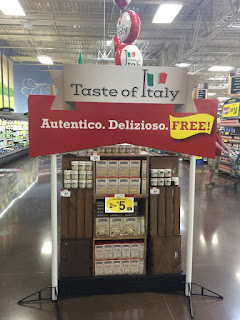 Taste of Italy
Autentico. Delizioso. FREE!
5